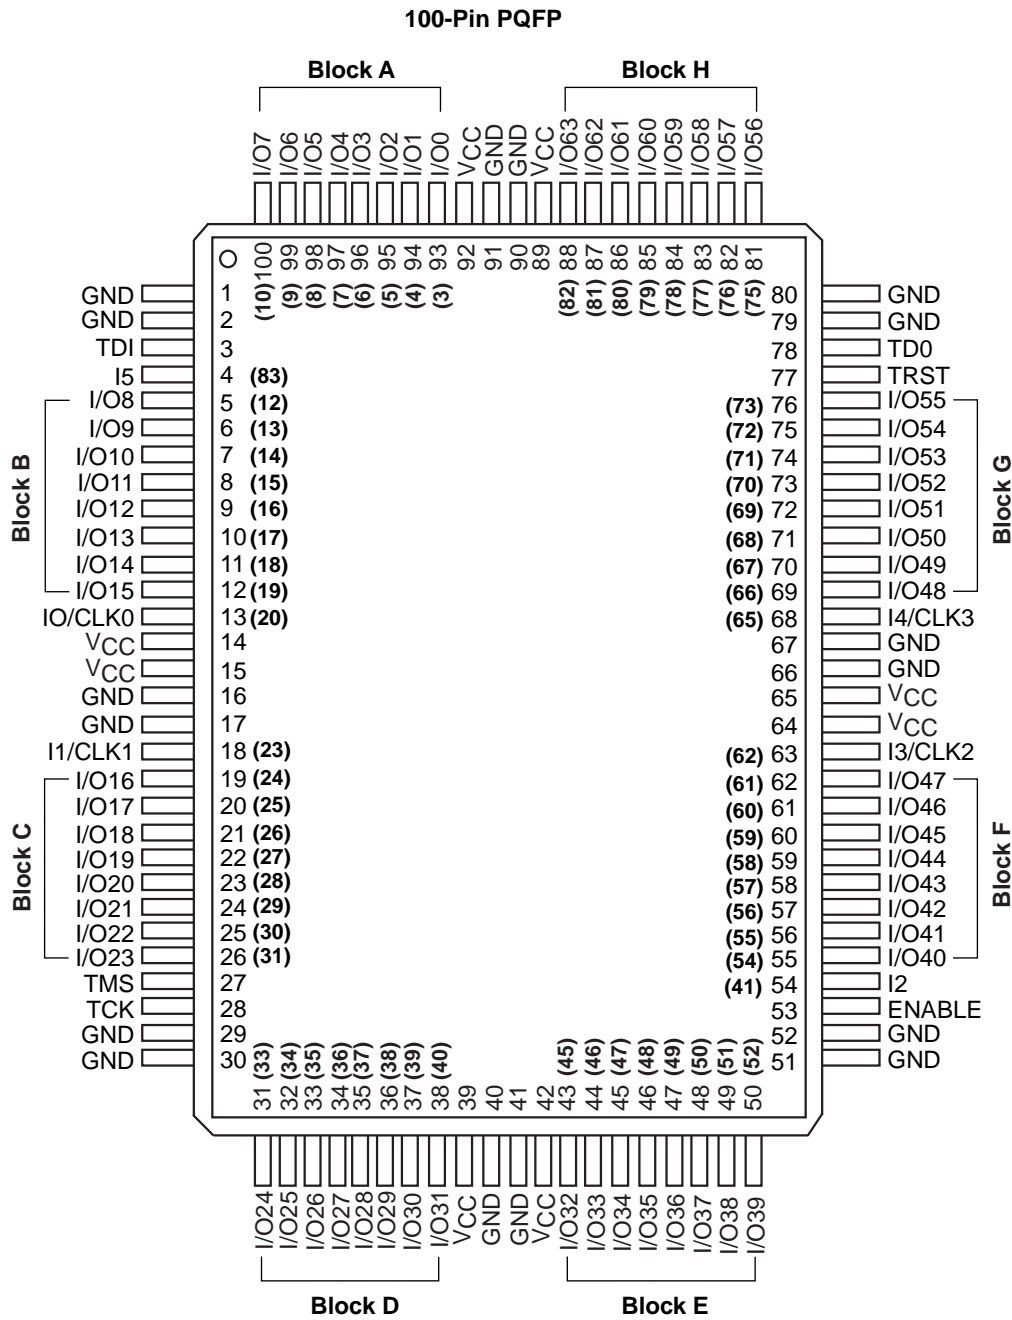 100-Pin PQFP
Block A
Block H
I/O7 I/O6 I/O5 I/O4 I/O3 I/O2 I/O1 I/O0 VCC GND GND VCC I/O63 I/O62 I/O61 I/O60 I/O59 I/O58 I/O57 I/O56
100 99 98 97 96 95 94 93 92 91 90 89 88 87 86 85 84 83 82 81
(10) (9) (8) (7) (6) (5) (4) (3) (82) (81) (80) (79) (78) (77) (76) (75)
GND 1 80 GND
GND 2 79 GND
TDI 3 78 TD0
I5 4 (83) 77 TRST
I/O8 5 (12) (73) 76 I/O55
I/O9 6 (13) (72) 75 I/O54
I/O10 7 (14) (71) 74 I/O53
I/O11 8 (15) (70) 73 I/O52
I/O12 9 (16) (69) 72 I/O51
I/O13 10 (17) (68) 71 I/O50
I/O14 11 (18) (67) 70 I/O49
I/O15 12 (19) (66) 69 I/O48
Block B
Block G
IO/CLK0 13 (20) (65) 68 I4/CLK3
VCC 14 67 GND
VCC 15 66 GND
GND 16 65 VCC
GND 17 64 VCC
I1/CLK1 18 (23) (62) 63 I3/CLK2
I/O16 19 (24) (61) 62 I/O47
I/O17 20 (25) (60) 61 I/O46
I/O18 21 (26) (59) 60 I/O45
I/O19 22 (27) (58) 59 I/O44
I/O20 23 (28) (57) 58 I/O43
I/O21 24 (29) (56) 57 I/O42
I/O22 25 (30) (55) 56 I/O41
I/O23 26 (31) (54) 55 I/O40
Block C
Block F
TMS 27 (41) 54 I2
TCK 28 53 ENABLE
GND 29 52 GND
GND 30 51 GND
(33) (34) (35) (36) (37) (38) (39) (40) (45) (46) (47) (48) (49) (50) (51) (52)
31 32 33 34 35 36 37 38 39 40 41 42 43 44 45 46 47 48 49 50
I/O24 I/O25 I/O26 I/O27 I/O28 I/O29 I/O30 I/O31 VCC GND GND VCC I/O32 I/O33 I/O34 I/O35 I/O36 I/O37 I/O38 I/O39
Block D
Block E